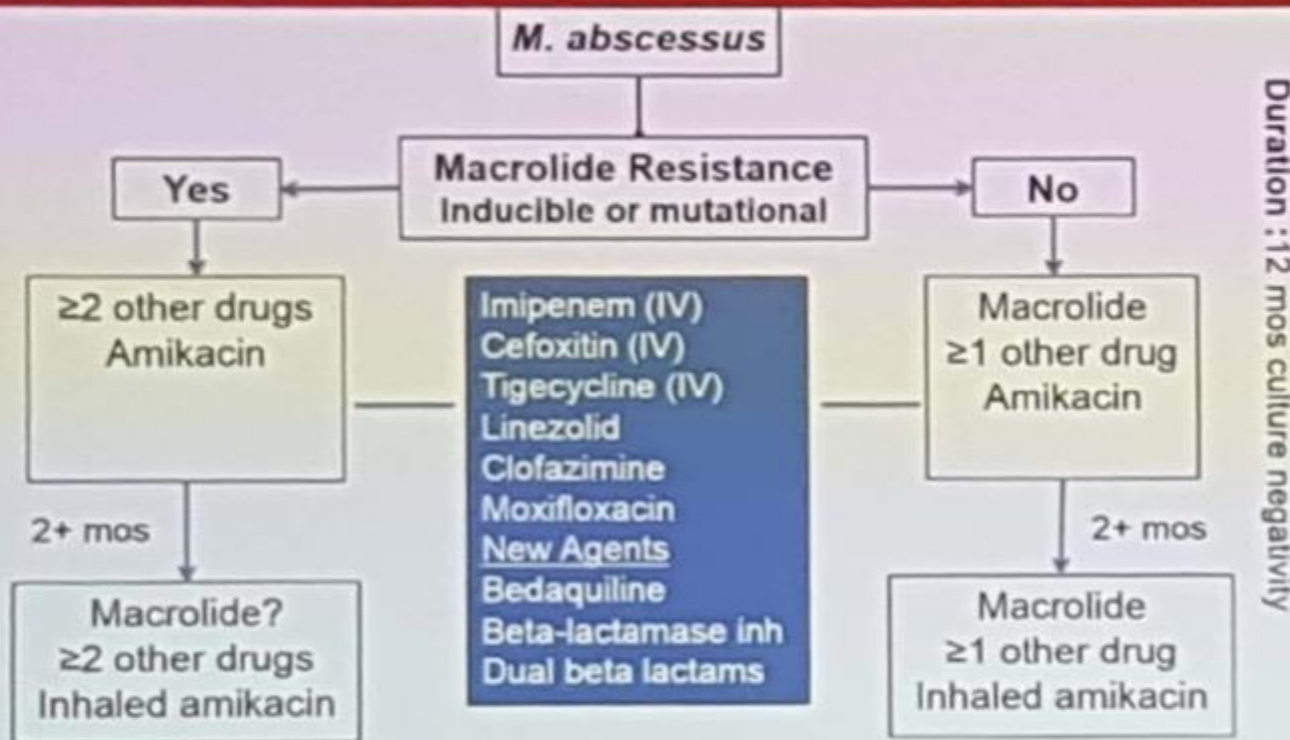 M. abscessus
Macrolide Resistance
Inducible or mutational
Yes
No
≥2 other drugs
Amikacin
Imipenem (IV)
Cefoxitin (IV)
Tigecycline (IV)
Linezolid
Clofazimine
Moxifloxacin
New Agents
Bedaquiline
Beta-lactamase inh
Dual beta lactams
Macrolide
≥1 other drug
Amikacin
2+ mos
2+ mos
Macrolide?
≥2 other drugs
Inhaled amikacin
Macrolide
≥1 other drug
Inhaled amikacin
Duration :12 mos culture negativity